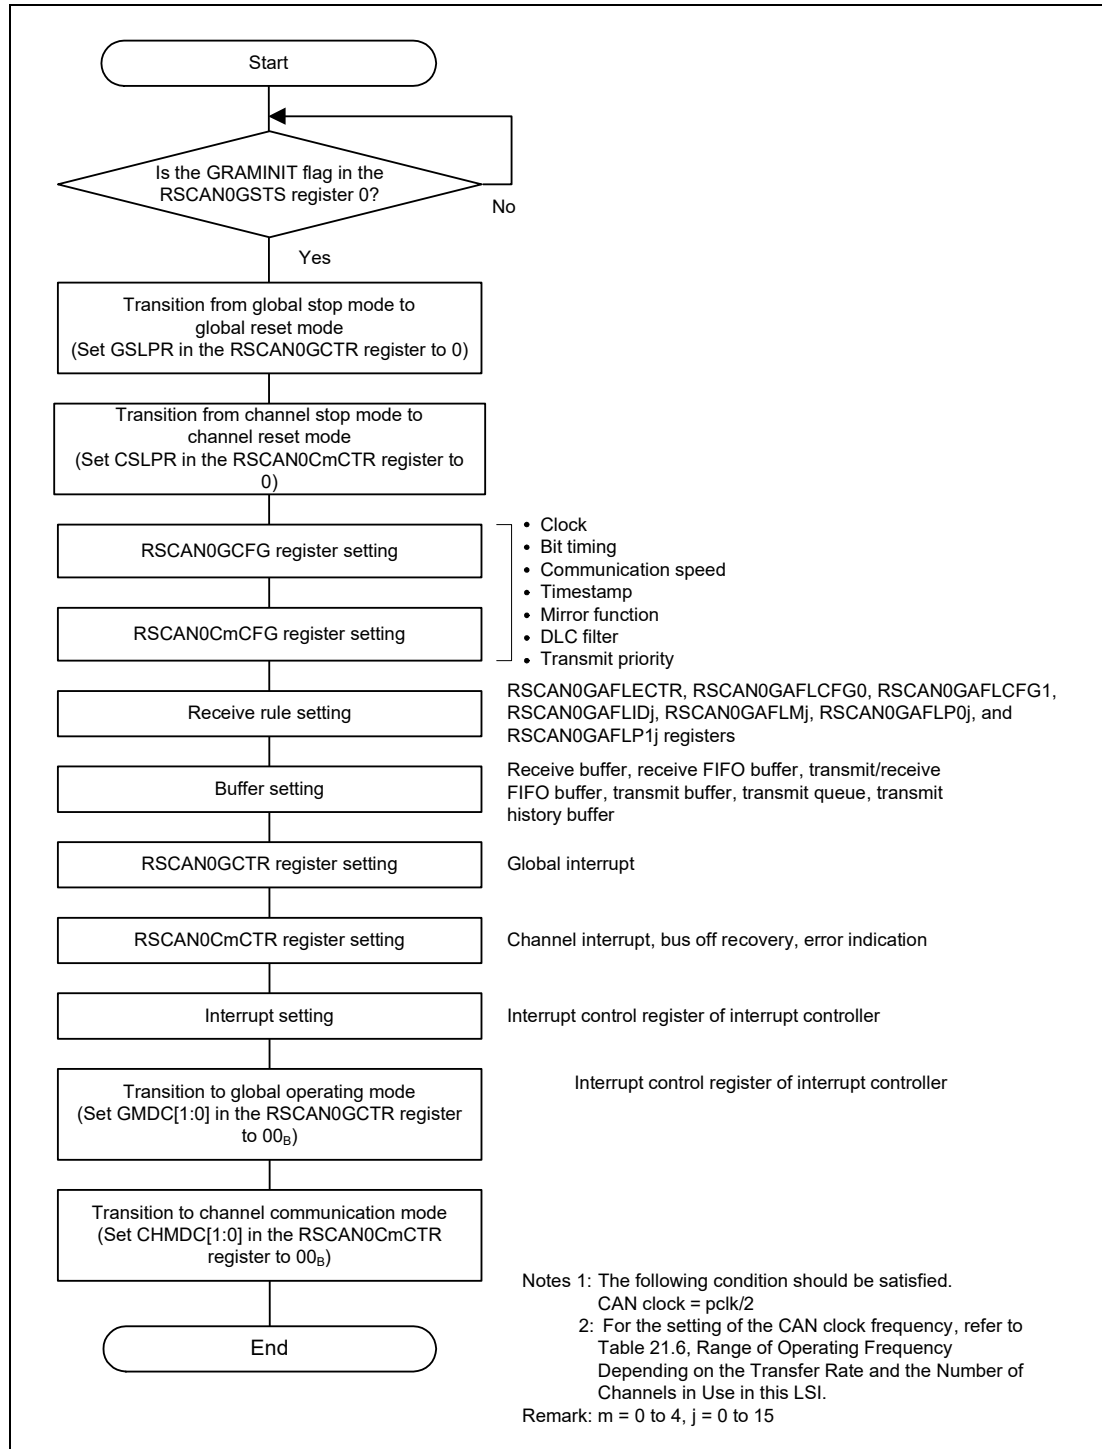 Start
Is the GRAMINIT flag in the
RSCAN0GSTS register 0?
No
Yes
Transition from global stop mode to
global reset mode
(Set GSLPR in the RSCAN0GCTR register to 0)
Transition from channel stop mode to
channel reset mode
(Set CSLPR in the RSCAN0CmCTR register to
0)
RSCAN0GCFG register setting
RSCAN0CmCFG register setting
• Clock
• Bit timing
• Communication speed
• Timestamp
• Mirror function
• DLC filter
• Transmit priority
Receive rule setting
RSCAN0GAFLECTR, RSCAN0GAFLCFG0, RSCAN0GAFLCFG1,
RSCAN0GAFLIDj, RSCAN0GAFLMj, RSCAN0GAFLP0j, and
RSCAN0GAFLP1j registers
Buffer setting
Receive buffer, receive FIFO buffer, transmit/receive
FIFO buffer, transmit buffer, transmit queue, transmit
history buffer
RSCAN0GCTR register setting
Global interrupt
RSCAN0CmCTR register setting
Channel interrupt, bus off recovery, error indication
Interrupt setting
Interrupt control register of interrupt controller
Transition to global operating mode
(Set GMDC[1:0] in the RSCAN0GCTR register
to 00B)
Interrupt control register of interrupt controller
Transition to channel communication mode
(Set CHMDC[1:0] in the RSCAN0CmCTR
register to 00B)
End
Notes 1: The following condition should be satisfied.
CAN clock = pclk/2
2: For the setting of the CAN clock frequency, refer to
Table 21.6, Range of Operating Frequency
Depending on the Transfer Rate and the Number of
Channels in Use in this LSI.
Remark: m = 0 to 4, j = 0 to 15